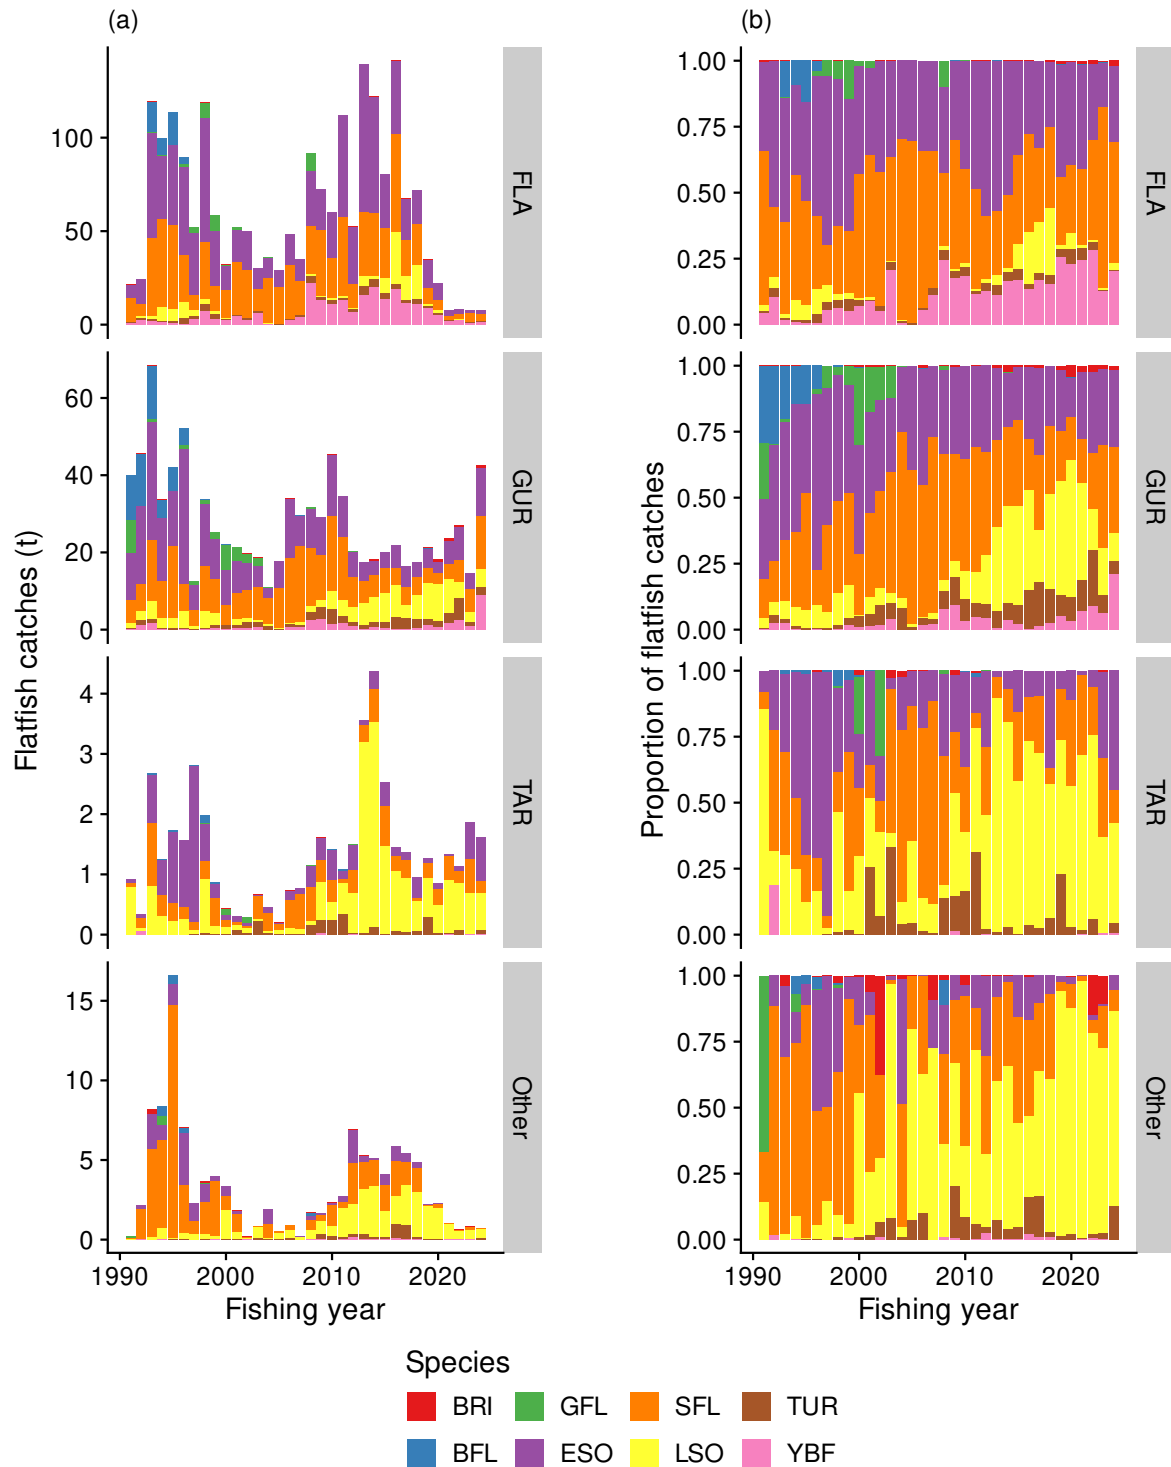 (a)
(b)
Flatfish catches (t)
100
50
0
FLA
60
40
20
0
GUR
4
3
2
1
0
TAR
15
10
5
0
Other
1990 2000 2010 2020
Fishing year
Proportion of flatfish catches
1.00
0.75
0.50
0.25
0.00
FLA
1.00
0.75
0.50
0.25
0.00
GUR
1.00
0.75
0.50
0.25
0.00
TAR
1.00
0.75
0.50
0.25
0.00
Other
1990 2000 2010 2020
Fishing year
Species
BRI GFL SFL TUR
BFL ESO LSO YBF